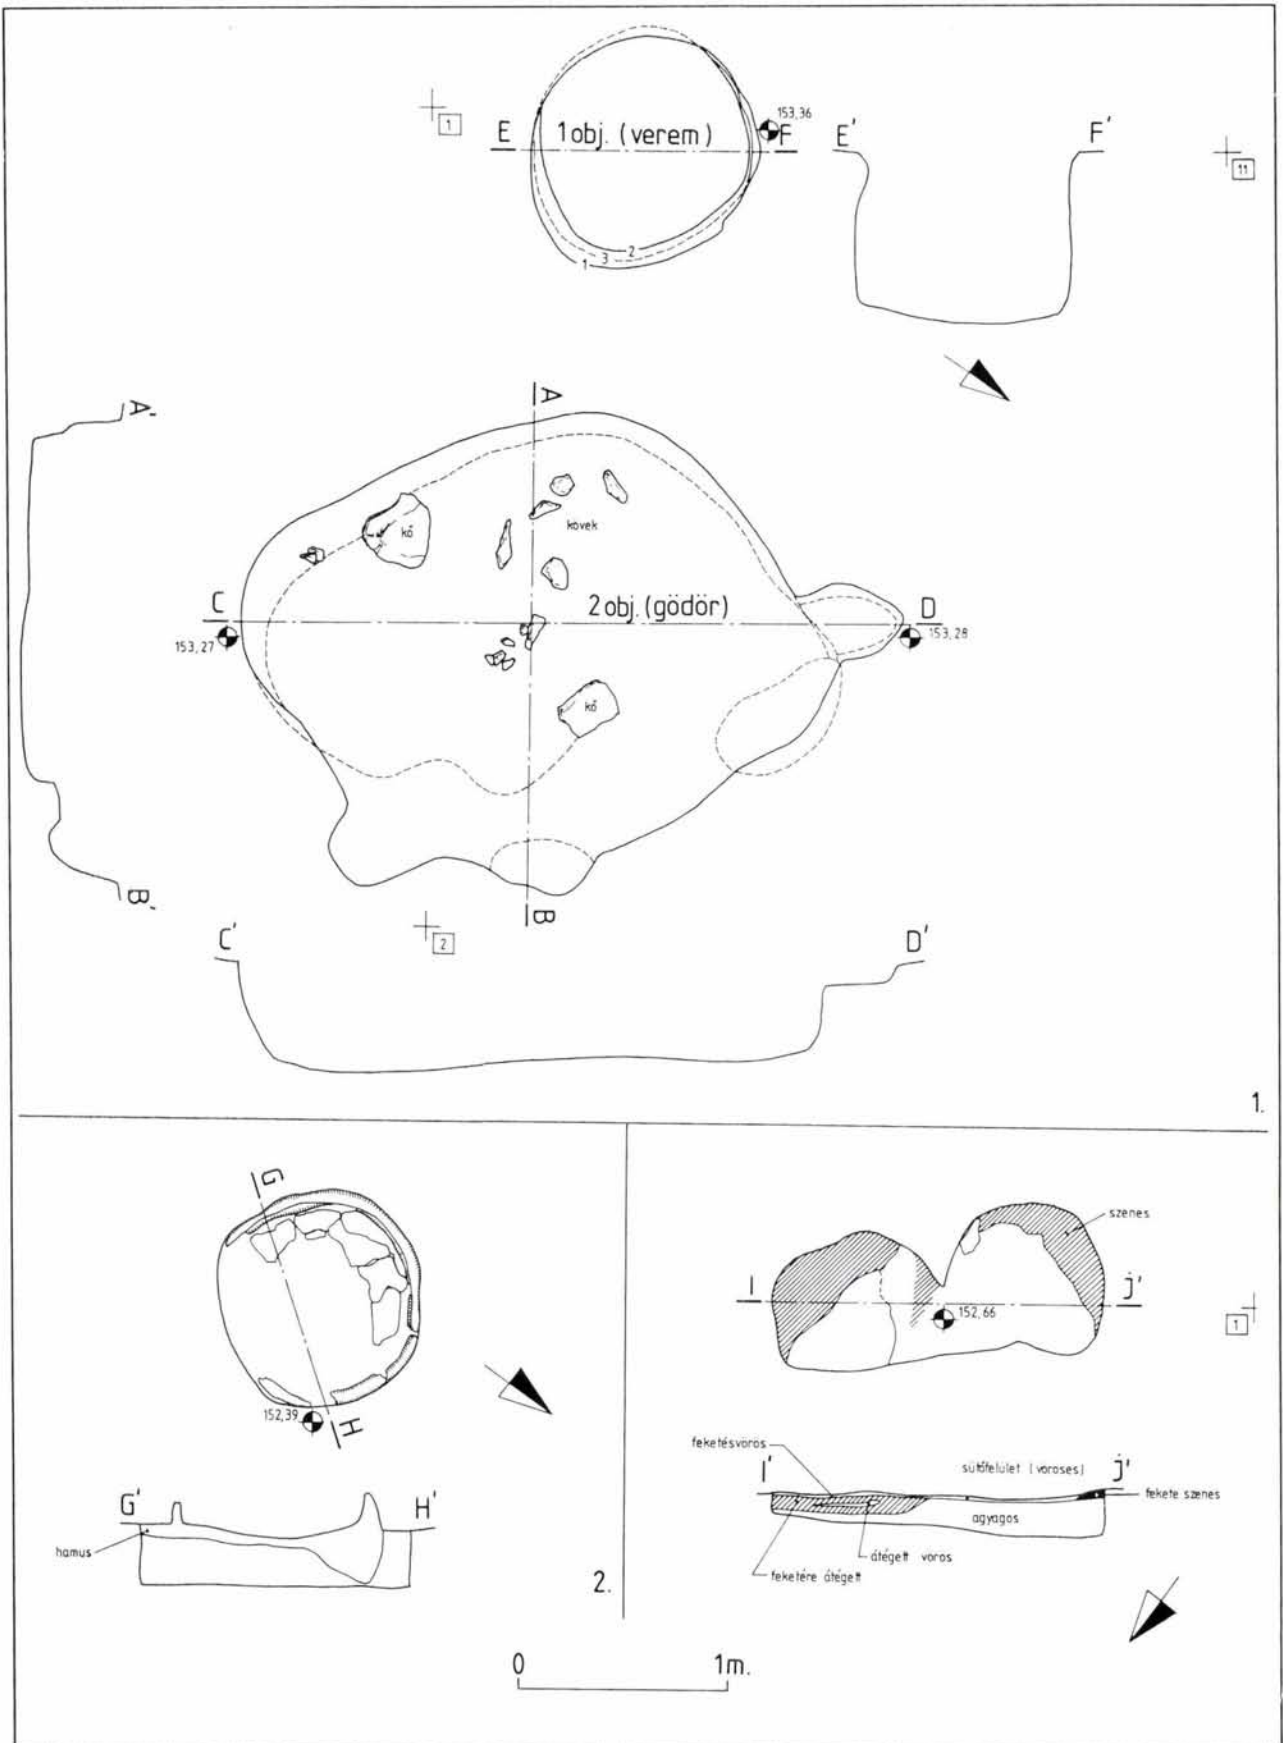 153,36
1
E 1 obj. (verem) F E' F'
11
2
3
1
A
A'
kő
kövek
C 2 obj. (gödör) D
153,27 153,28
kő
B'
B
2
C' D'
1.
G
szenes
I j'
152,66
1
152,39
H
feketésvörös
I' sütőfelület (vöröses) j'
fekete szenes
agyagos
G' H'
hamus
átégett vörös
feketére átégett
2.
0 1m.